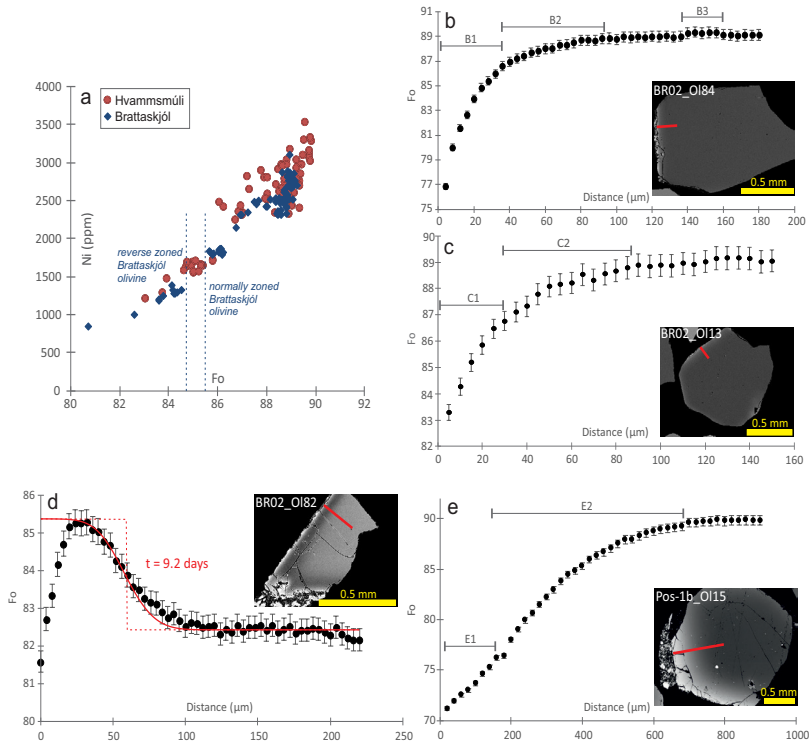 a
Hvammsmúli
Brattaskjól
4000
3500
3000
2500
2000
1500
1000
500
0
Ni (ppm)
reverse zoned
Brattaskjól
olivine
normally zoned
Brattaskjól
olivine
Fo
80
82
84
86
88
90
92
b
B1
B2
B3
91
89
87
85
83
81
79
77
75
Fo
BR02_Ol84
0.5 mm
Distance (µm)
0
20
40
60
80
100
120
140
160
180
200
c
C1
C2
90
89
88
87
86
85
84
83
82
Fo
BR02_Ol13
0.5 mm
Distance (µm)
0
20
40
60
80
100
120
140
160
d
86
85
84
83
82
81
80
Fo
t = 9.2 days
BR02_Ol82
0.5 mm
Distance (µm)
0
50
100
150
200
250
e
E1
E2
90
85
80
75
70
Fo
Pos-1b_Ol15
0.5 mm
Distance (µm)
0
200
400
600
800
1000